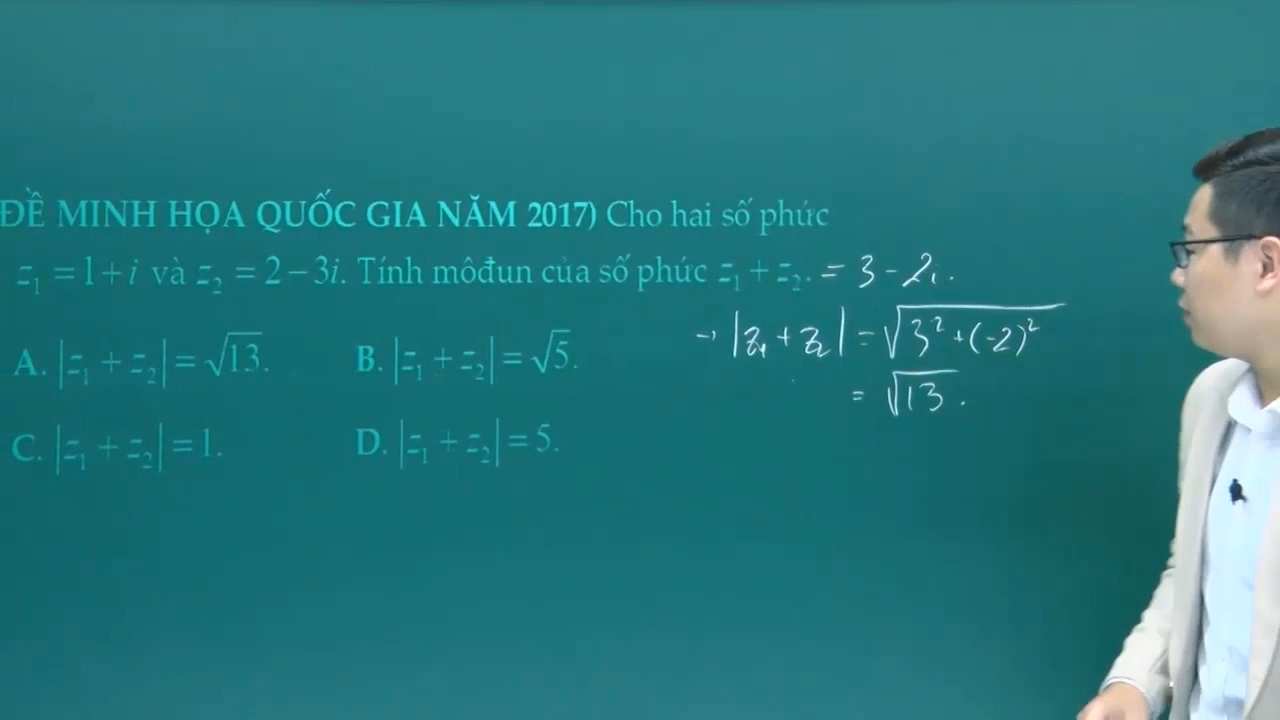 ĐỀ MINH HỌA QUỐC GIA NĂM 2017) Cho hai số phức
z₁ = 1 + i và z₂ = 2 − 3i. Tính môđun của số phức z₁ + z₂. = 3 − 2i.
→ |z₁ + z₂| = √(3² + (−2)²)
= √13.
A. |z₁ + z₂| = √13. B. |z₁ + z₂| = √5.
C. |z₁ + z₂| = 1. D. |z₁ + z₂| = 5.